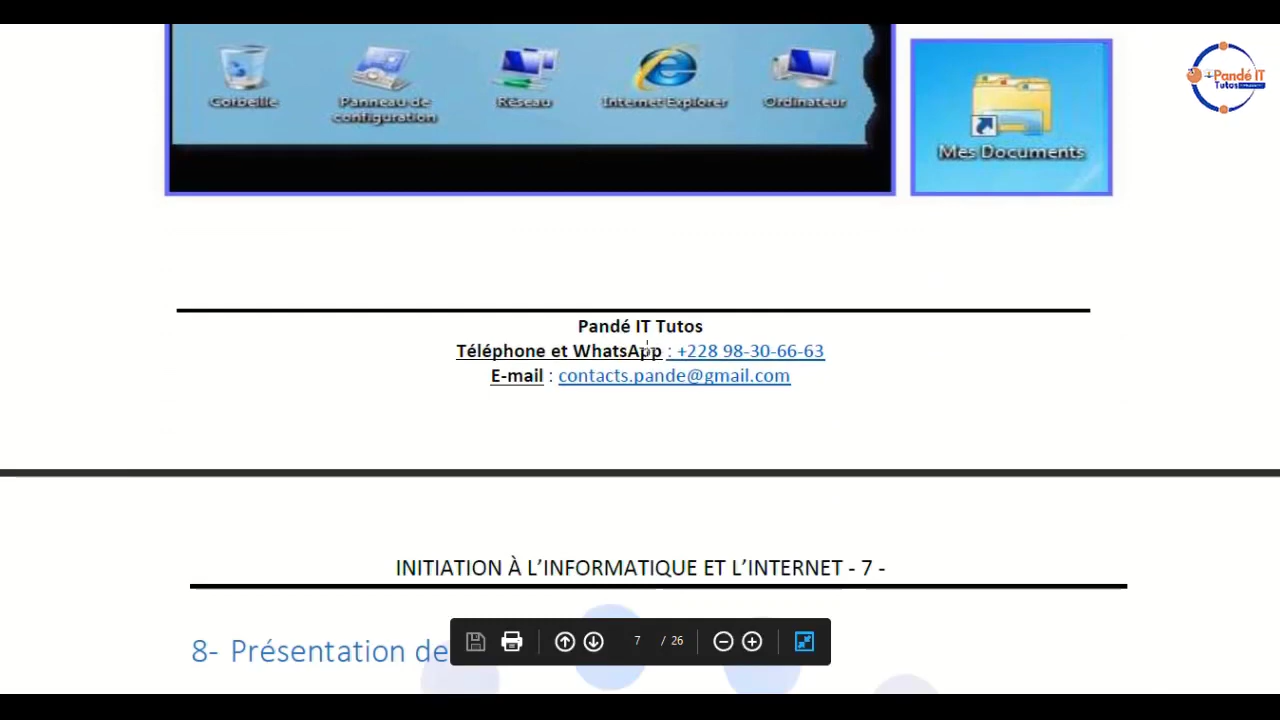 Corbeille
Panneau de
configuration
Réseau
Internet Explorer
Ordinateur
Mes Documents
Pandé IT
Tutos
Pandé IT Tutos
Téléphone et WhatsApp : +228 98-30-66-63
E-mail : contacts.pande@gmail.com
INITIATION À L’INFORMATIQUE ET L’INTERNET - 7 -
8- Présentation de
7 / 26